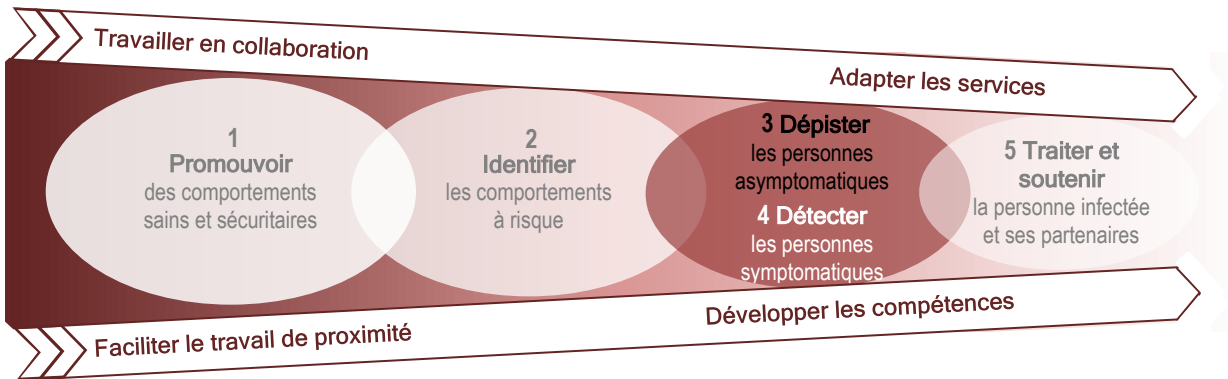 Travailler en collaboration
Adapter les services
1
Promouvoir
des comportements
sains et sécuritaires
2
Identifier
les comportements
à risque
3 Dépister
les personnes
asymptomatiques
4 Détecter
les personnes
symptomatiques
5 Traiter et
soutenir
la personne infectée
et ses partenaires
Faciliter le travail de proximité
Développer les compétences